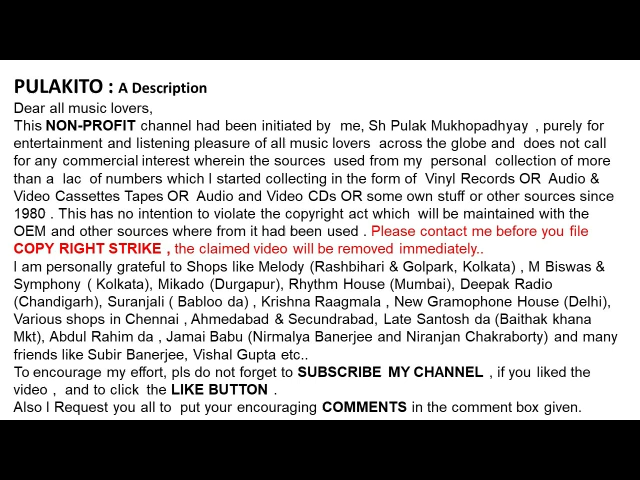 PULAKITO : A Description
Dear all music lovers,
This NON-PROFIT channel had been initiated by me, Sh Pulak Mukhopadhyay , purely for
entertainment and listening pleasure of all music lovers across the globe and does not call
for any commercial interest wherein the sources used from my personal collection of more
than a lac of numbers which I started collecting in the form of Vinyl Records OR Audio &
Video Cassettes Tapes OR Audio and Video CDs OR some own stuff or other sources since
1980 . This has no intention to violate the copyright act which will be maintained with the
OEM and other sources where from it had been used . Please contact me before you file
COPY RIGHT STRIKE , the claimed video will be removed immediately..
I am personally grateful to Shops like Melody (Rashbihari & Golpark, Kolkata) , M Biswas &
Symphony ( Kolkata), Mikado (Durgapur), Rhythm House (Mumbai), Deepak Radio
(Chandigarh), Suranjali ( Babloo da) , Krishna Raagmala , New Gramophone House (Delhi),
Various shops in Chennai , Ahmedabad & Secundrabad, Late Santosh da (Baithak khana
Mkt), Abdul Rahim da , Jamai Babu (Nirmalya Banerjee and Niranjan Chakraborty) and many
friends like Subir Banerjee, Vishal Gupta etc..
To encourage my effort, pls do not forget to SUBSCRIBE MY CHANNEL , if you liked the
video , and to click the LIKE BUTTON .
Also I Request you all to put your encouraging COMMENTS in the comment box given.